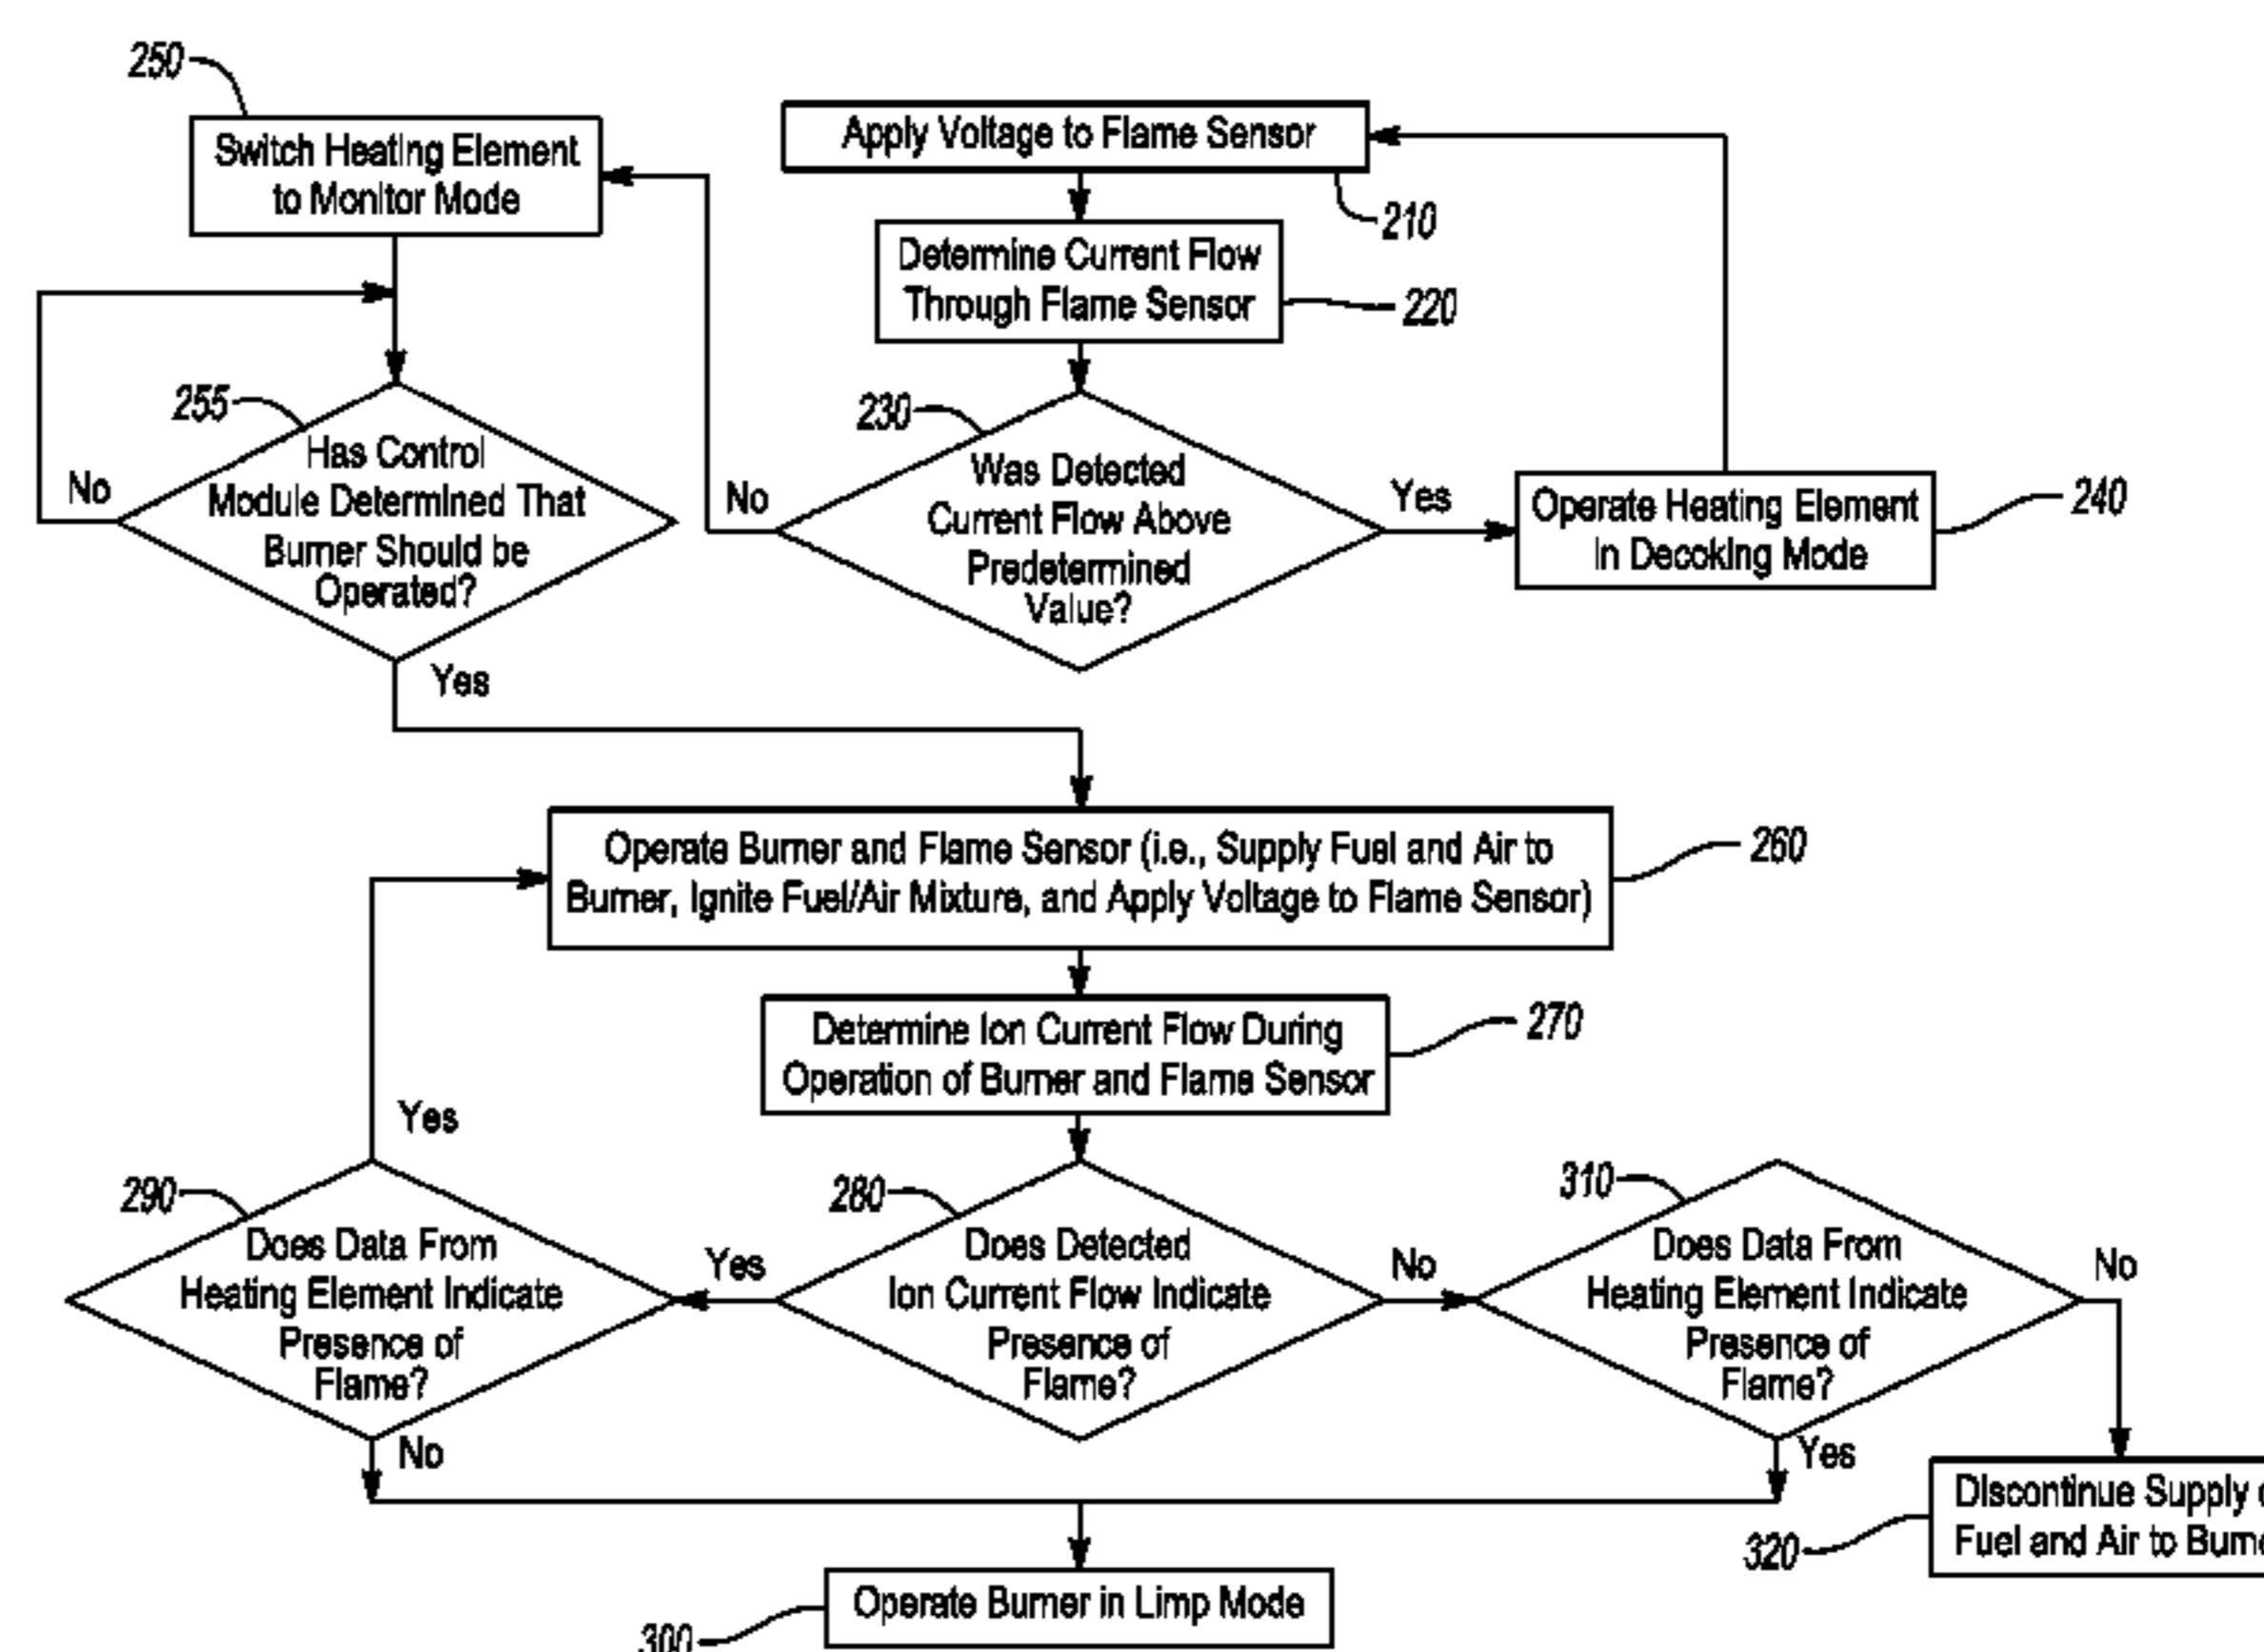 250
Switch Heating Element
to Monitor Mode
Apply Voltage to Flame Sensor
210
Determine Current Flow
Through Flame Sensor
220
255
Has Control
Module Determined That
Burner Should be
Operated?
No
Yes
230
Was Detected
Current Flow Above
Predetermined
Value?
No
Yes
Operate Heating Element
in Decoking Mode
240
Operate Burner and Flame Sensor (i.e., Supply Fuel and Air to
Burner, Ignite Fuel/Air Mixture, and Apply Voltage to Flame Sensor)
260
Determine Ion Current Flow During
Operation of Burner and Flame Sensor
270
Yes
290
Does Data From
Heating Element Indicate
Presence of
Flame?
No
Yes
280
Does Detected
Ion Current Flow Indicate
Presence of
Flame?
No
310
Does Data From
Heating Element Indicate
Presence of
Flame?
No
Yes
Discontinue Supply
Fuel and Air to
320
Operate Burner in Limp Mode
300